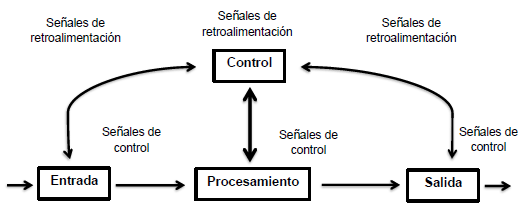 Señales de
retroalimentación
Señales de
retroalimentación
Señales de
retroalimentación
Control
Señales de
control
Señales de
control
Señales de
control
Entrada
Procesamiento
Salida